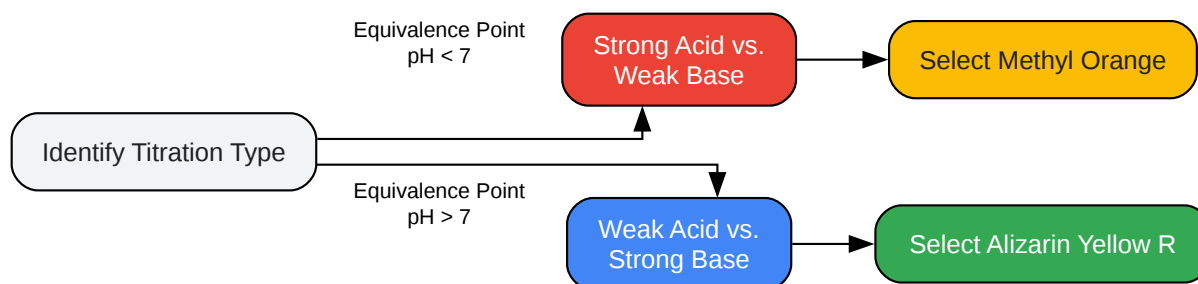 Equivalence Point
pH < 7
Strong Acid vs.
Weak Base
Select Methyl Orange
Identify Titration Type
Equivalence Point
pH > 7
Weak Acid vs.
Strong Base
Select Alizarin Yellow R